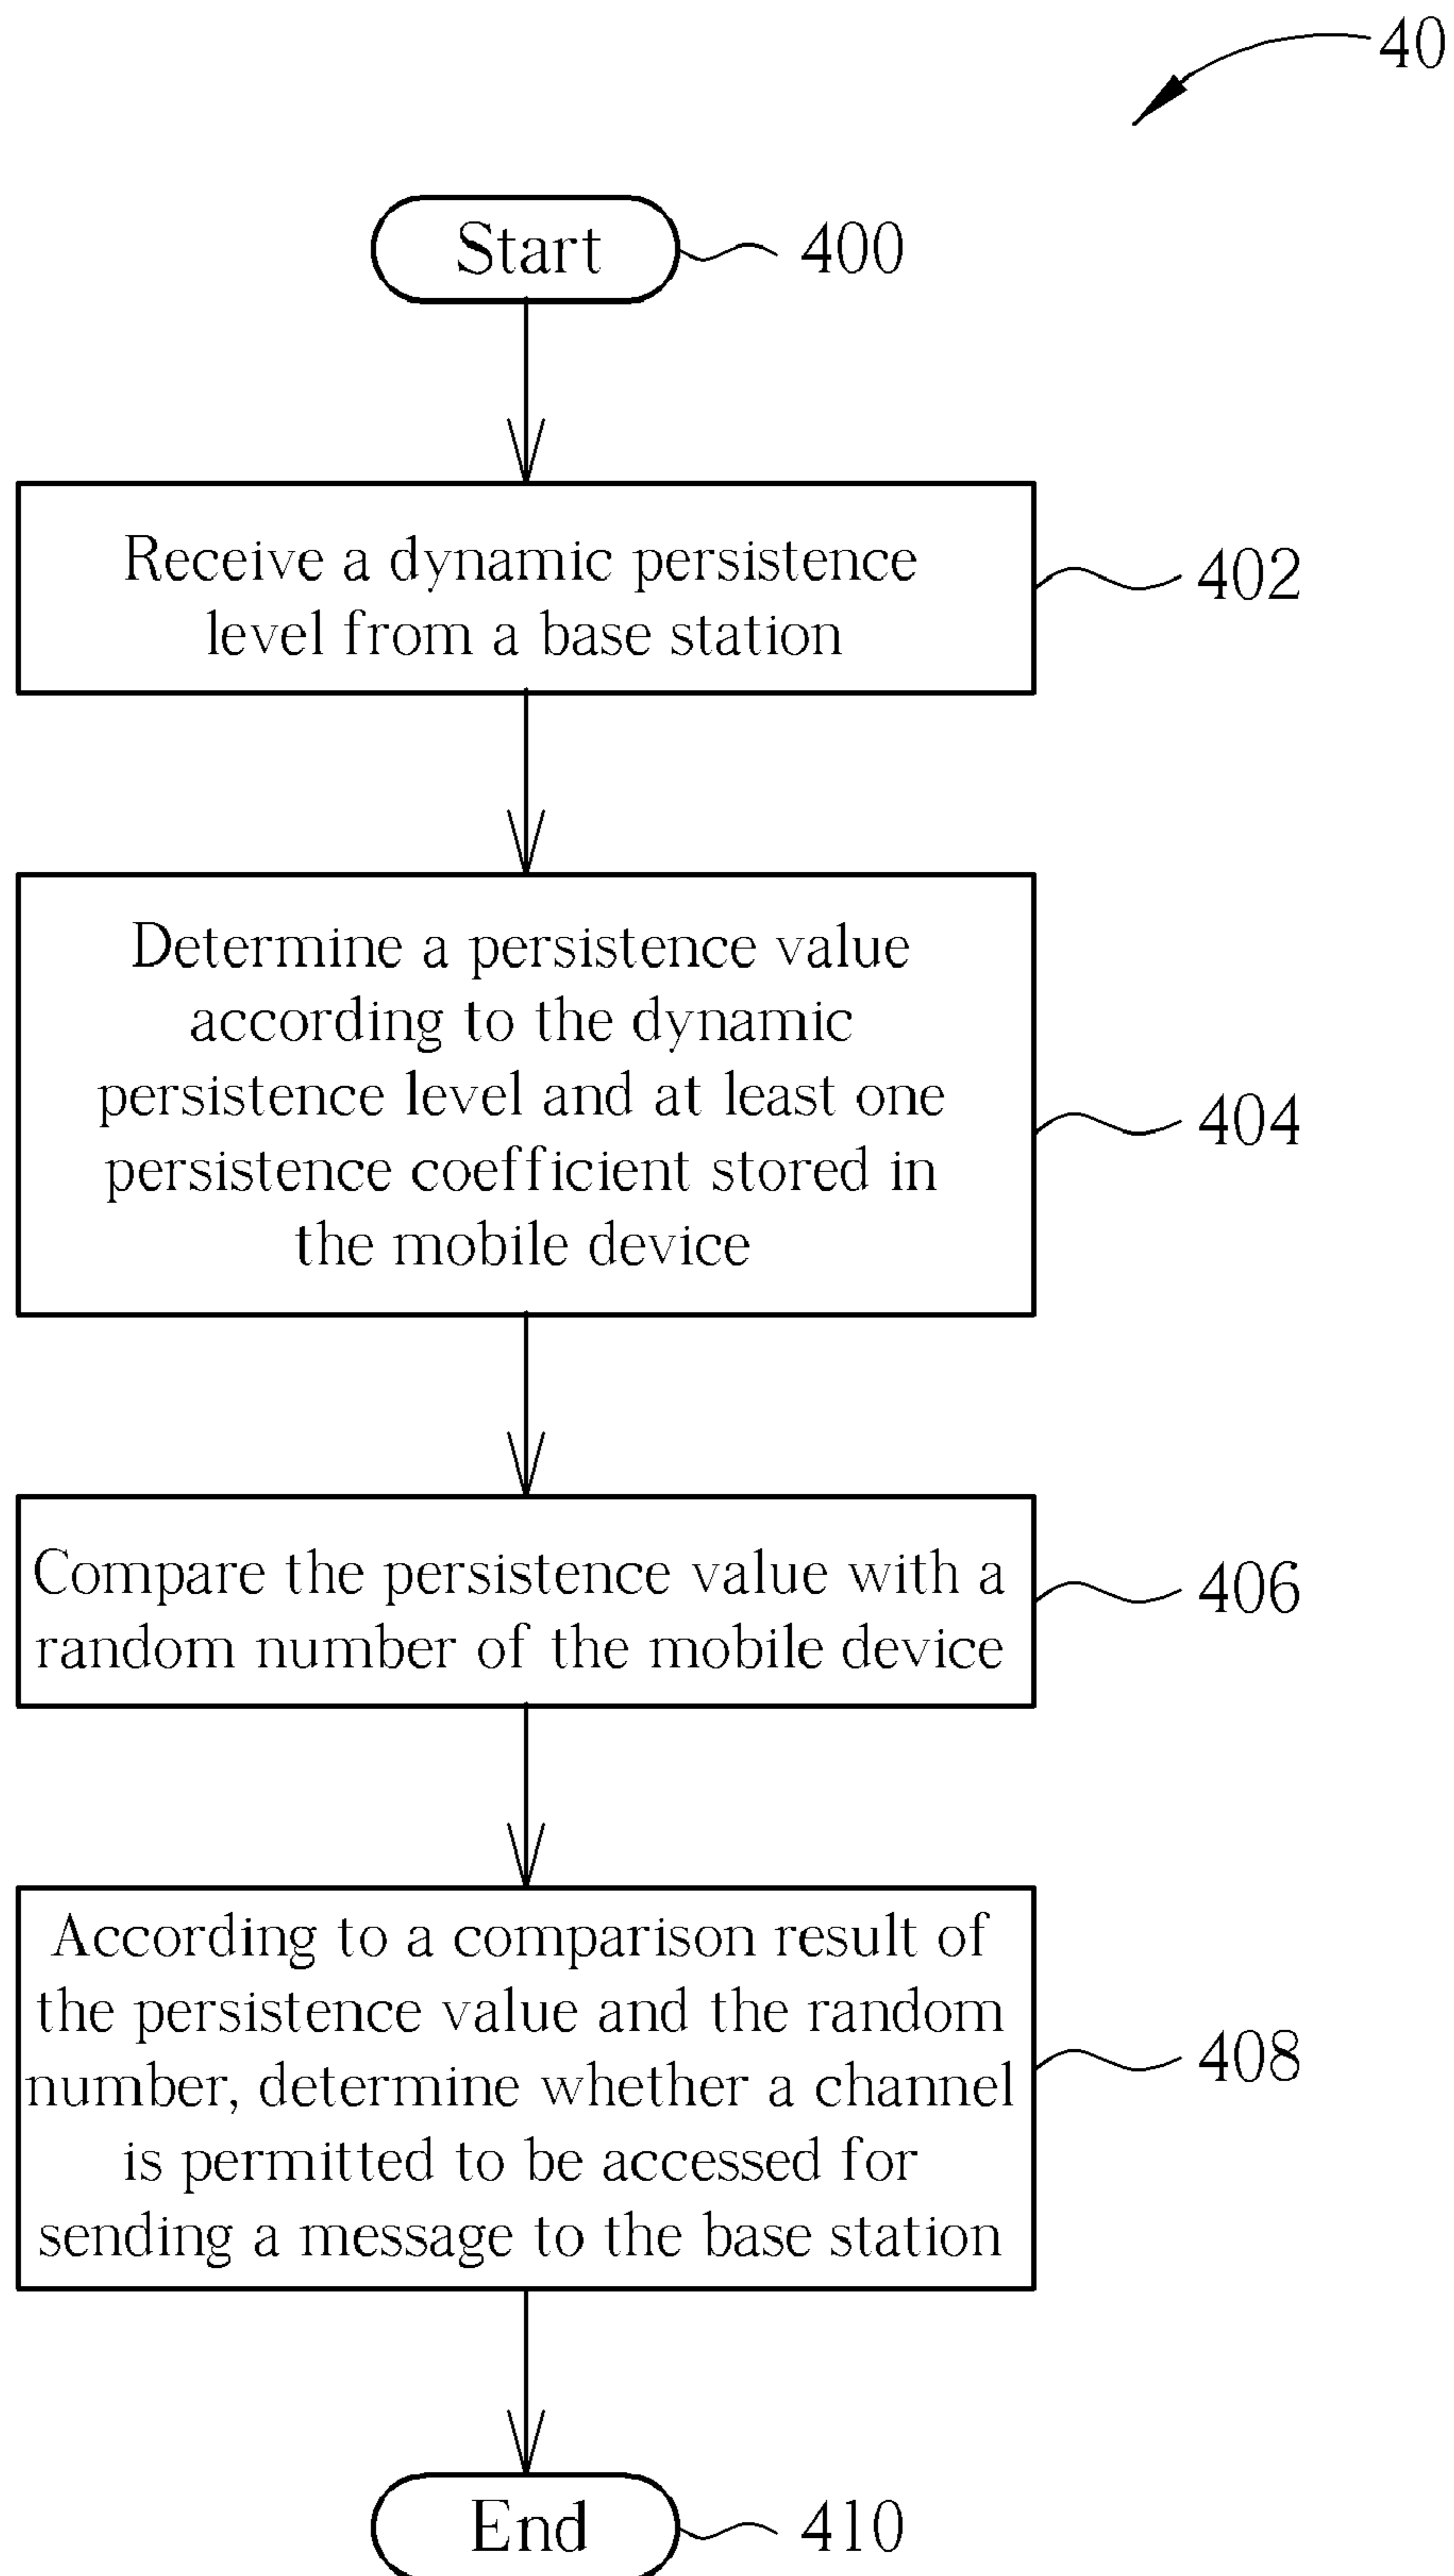 40
Start
400
Receive a dynamic persistence
level from a base station
402
Determine a persistence value
according to the dynamic
persistence level and at least one
persistence coefficient stored in
the mobile device
404
Compare the persistence value with a
random number of the mobile device
406
According to a comparison result of
the persistence value and the random
number, determine whether a channel
is permitted to be accessed for
sending a message to the base station
408
End
410